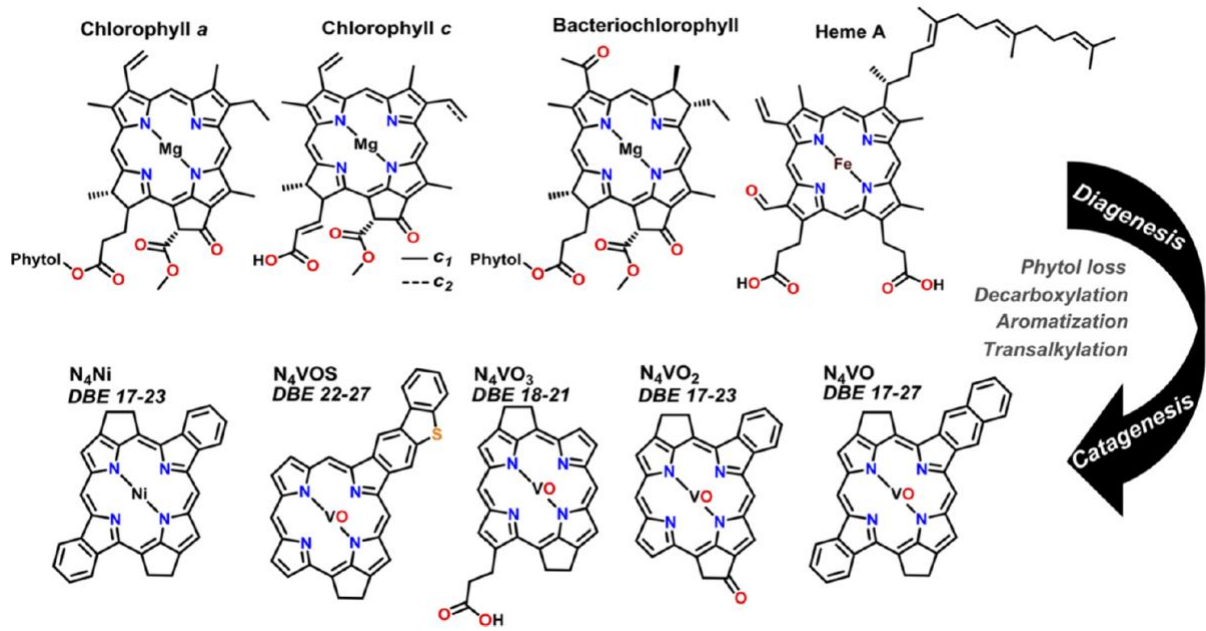 Chlorophyll a
Chlorophyll c
Bacteriochlorophyll
Heme A
O
N N
Mg
N N
Phytol
O
O
O
O
O
N N
Mg
N N
HO
O
O
O
O
c₁
c₂
N N
Mg
N N
Phytol
O
O
O
O
O
N N
Fe
N N
O
HO
O
O
OH
Diagenesis
Phytol loss
Decarboxylation
Aromatization
Transalkylation
Catagenesis
N₄Ni
DBE 17-23
N₄VOS
DBE 22-27
N₄VO₃
DBE 18-21
N₄VO₂
DBE 17-23
N₄VO
DBE 17-27
N N
Ni
N N
S
N N
VO
N N
N N
VO
N N
O
OH
N N
VO
N N
O
N N
VO
N N